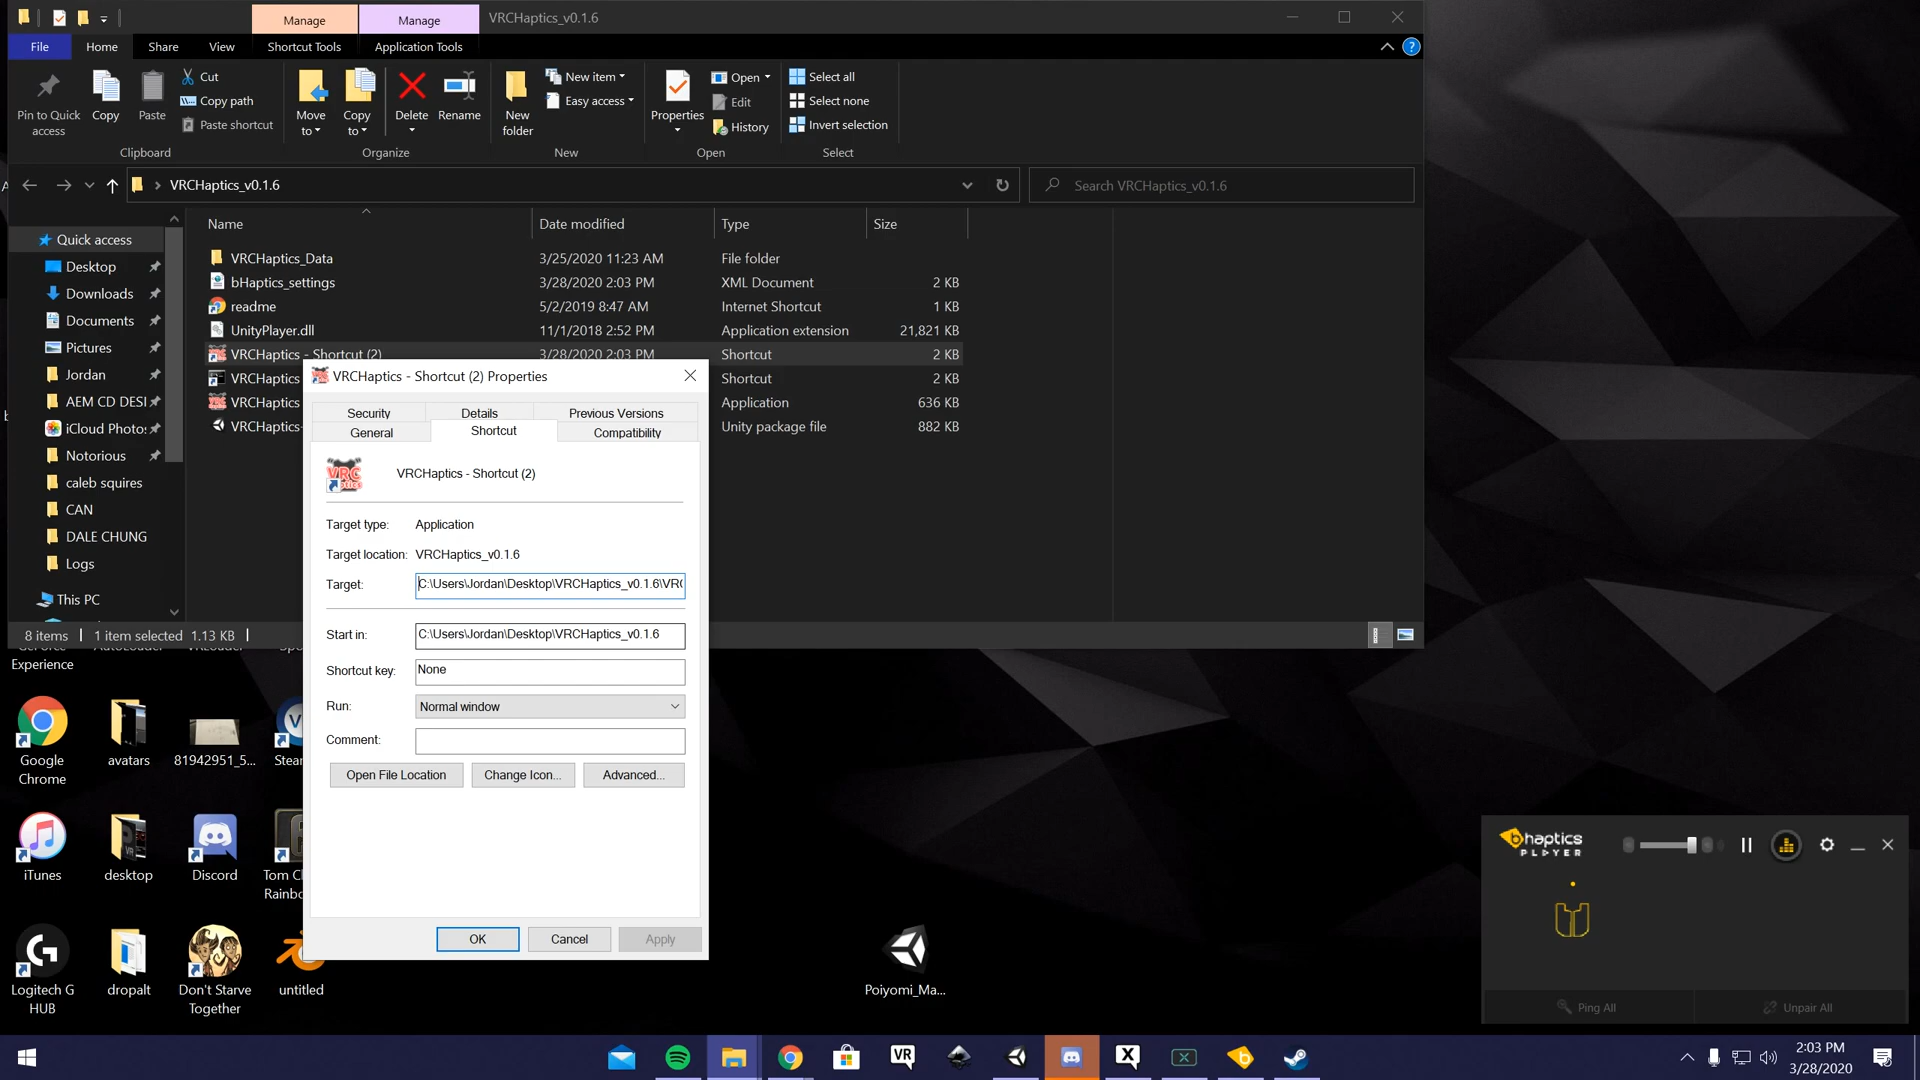 Manage
Manage
VRCHaptics_v0.1.6
File
Home
Share
View
Shortcut Tools
Application Tools
Pin to Quick access
Copy
Paste
Cut
Copy path
Paste shortcut
Clipboard
Move to
Copy to
Delete
Rename
Organize
New folder
New item
Easy access
New
Properties
Open
Edit
History
Open
Select all
Select none
Invert selection
Select
VRCHaptics_v0.1.6
Search VRCHaptics_v0.1.6
Name
Date modified
Type
Size
Quick access
Desktop
Downloads
Documents
Pictures
Jordan
AEM CD DESI
iCloud Photo
Notorious
caleb squires
CAN
DALE CHUNG
Logs
This PC
VRCHaptics_Data 3/25/2020 11:23 AM File folder
bHaptics_settings 3/28/2020 2:03 PM XML Document 2 KB
readme 5/2/2019 8:47 AM Internet Shortcut 1 KB
UnityPlayer.dll 11/1/2018 2:52 PM Application extension 21,821 KB
VRCHaptics - Shortcut (2) 3/28/2020 2:03 PM Shortcut 2 KB
VRCHaptics Shortcut 2 KB
VRCHaptics Application 636 KB
VRCHaptics- Unity package file 882 KB
8 items
1 item selected 1.13 KB
VRCHaptics - Shortcut (2) Properties
Security
Details
Previous Versions
General
Shortcut
Compatibility
VRC
VRCHaptics - Shortcut (2)
Target type: Application
Target location: VRCHaptics_v0.1.6
Target: C:\Users\Jordan\Desktop\VRCHaptics_v0.1.6\VRC
Start in: C:\Users\Jordan\Desktop\VRCHaptics_v0.1.6
Shortcut key: None
Run: Normal window
Comment:
Open File Location
Change Icon...
Advanced...
OK
Cancel
Apply
Experience
Google Chrome
avatars
81942951_5...
Stear
iTunes
desktop
Discord
Tom C
Rainbo
Logitech G HUB
dropalt
Don't Starve Together
untitled
Poiyomi_Ma...
bhaptics
PLAYER
Ping All
Unpair All
VR
2:03 PM
3/28/2020